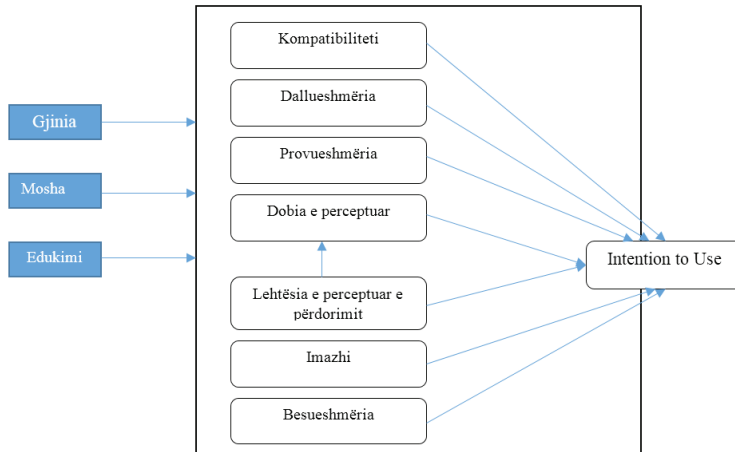 Gjinia
Mosha
Edukimi
Kompatibiliteti
Dallueshmëria
Provueshmëria
Dobia e perceptuar
Lehtësia e perceptuar e
përdorimit
Imazhi
Besueshmëria
Intention to Use